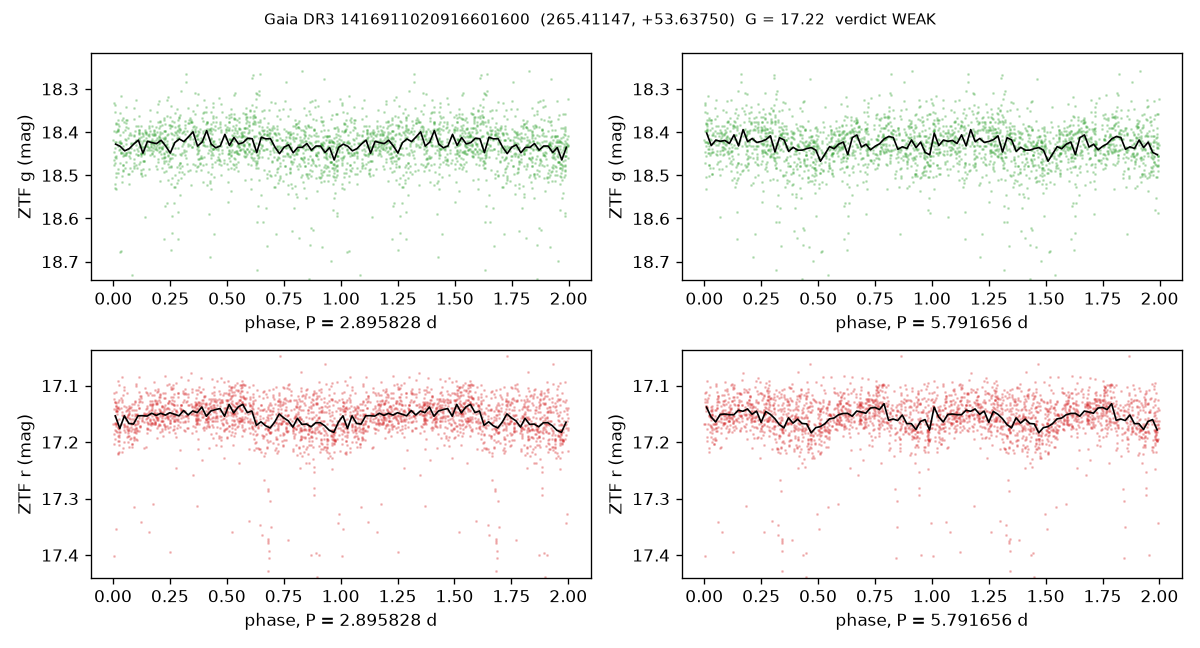 Gaia DR3 1416911020916601600  (265.41147, +53.63750)  G = 17.22  verdict WEAK
ZTF g (mag)
18.3
18.4
18.5
18.6
18.7
0.00 0.25 0.50 0.75 1.00 1.25 1.50 1.75 2.00
phase, P = 2.895828 d
ZTF g (mag)
18.3
18.4
18.5
18.6
18.7
0.00 0.25 0.50 0.75 1.00 1.25 1.50 1.75 2.00
phase, P = 5.791656 d
ZTF r (mag)
17.1
17.2
17.3
17.4
0.00 0.25 0.50 0.75 1.00 1.25 1.50 1.75 2.00
phase, P = 2.895828 d
ZTF r (mag)
17.1
17.2
17.3
17.4
0.00 0.25 0.50 0.75 1.00 1.25 1.50 1.75 2.00
phase, P = 5.791656 d